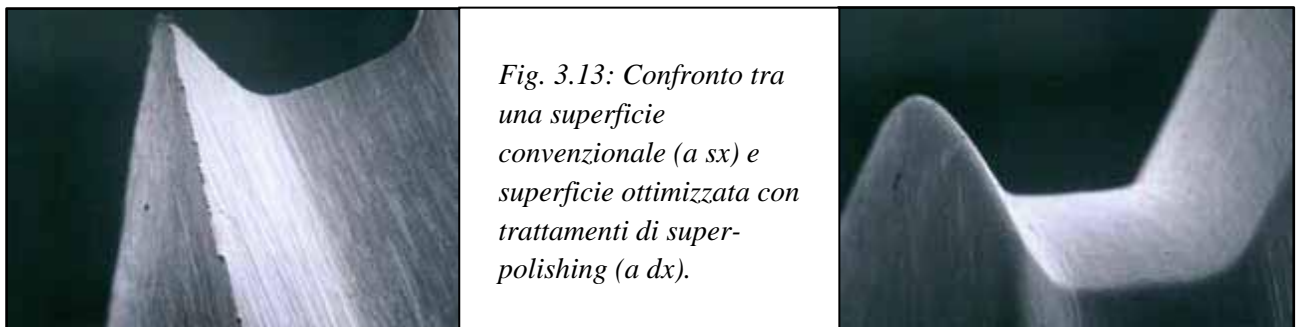 Fig. 3.13: Confronto tra
una superficie
convenzionale (a sx) e
superficie ottimizzata con
trattamenti di super-
polishing (a dx).